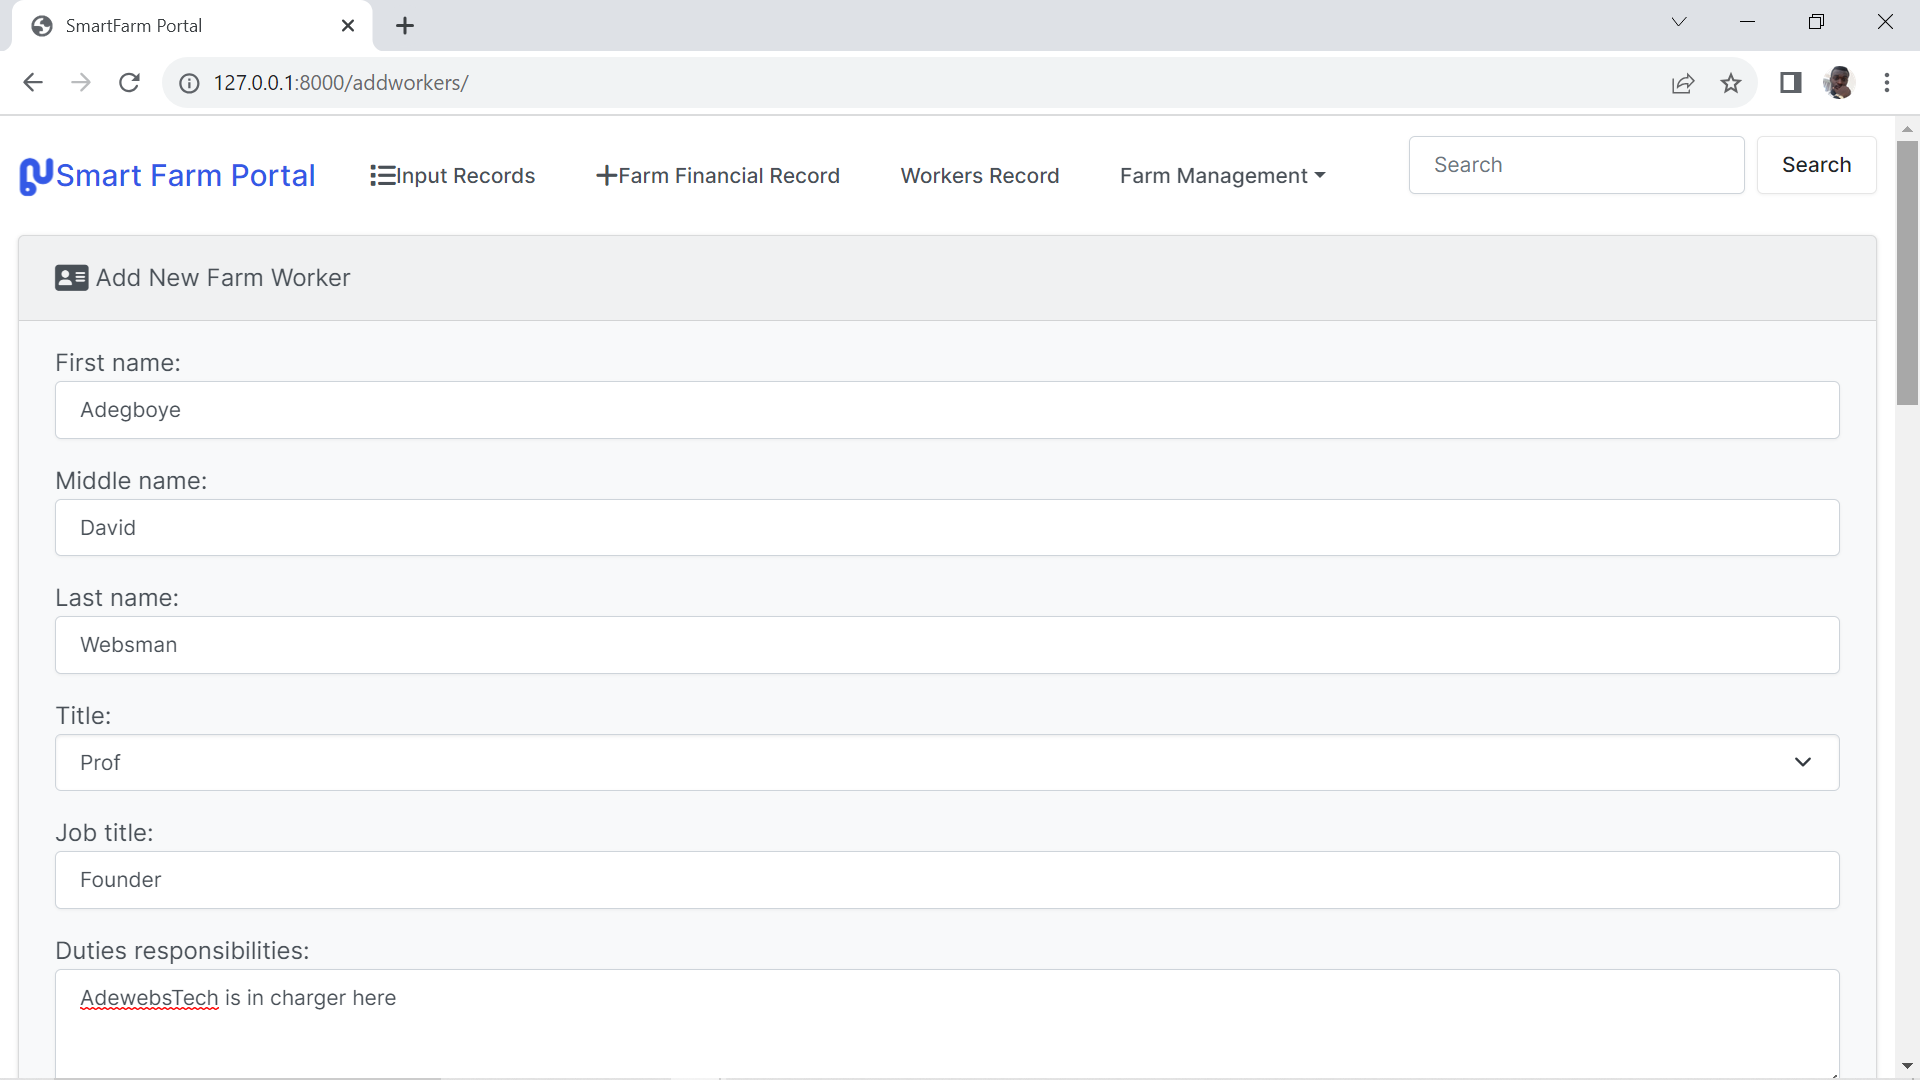 SmartFarm Portal
127.0.0.1:8000/addworkers/
Smart Farm Portal Input Records Farm Financial Record Workers Record Farm Management Search Search
Add New Farm Worker
First name:
Adegboye
Middle name:
David
Last name:
Websman
Title:
Prof
Job title:
Founder
Duties responsibilities:
AdewebsTech is in charger here